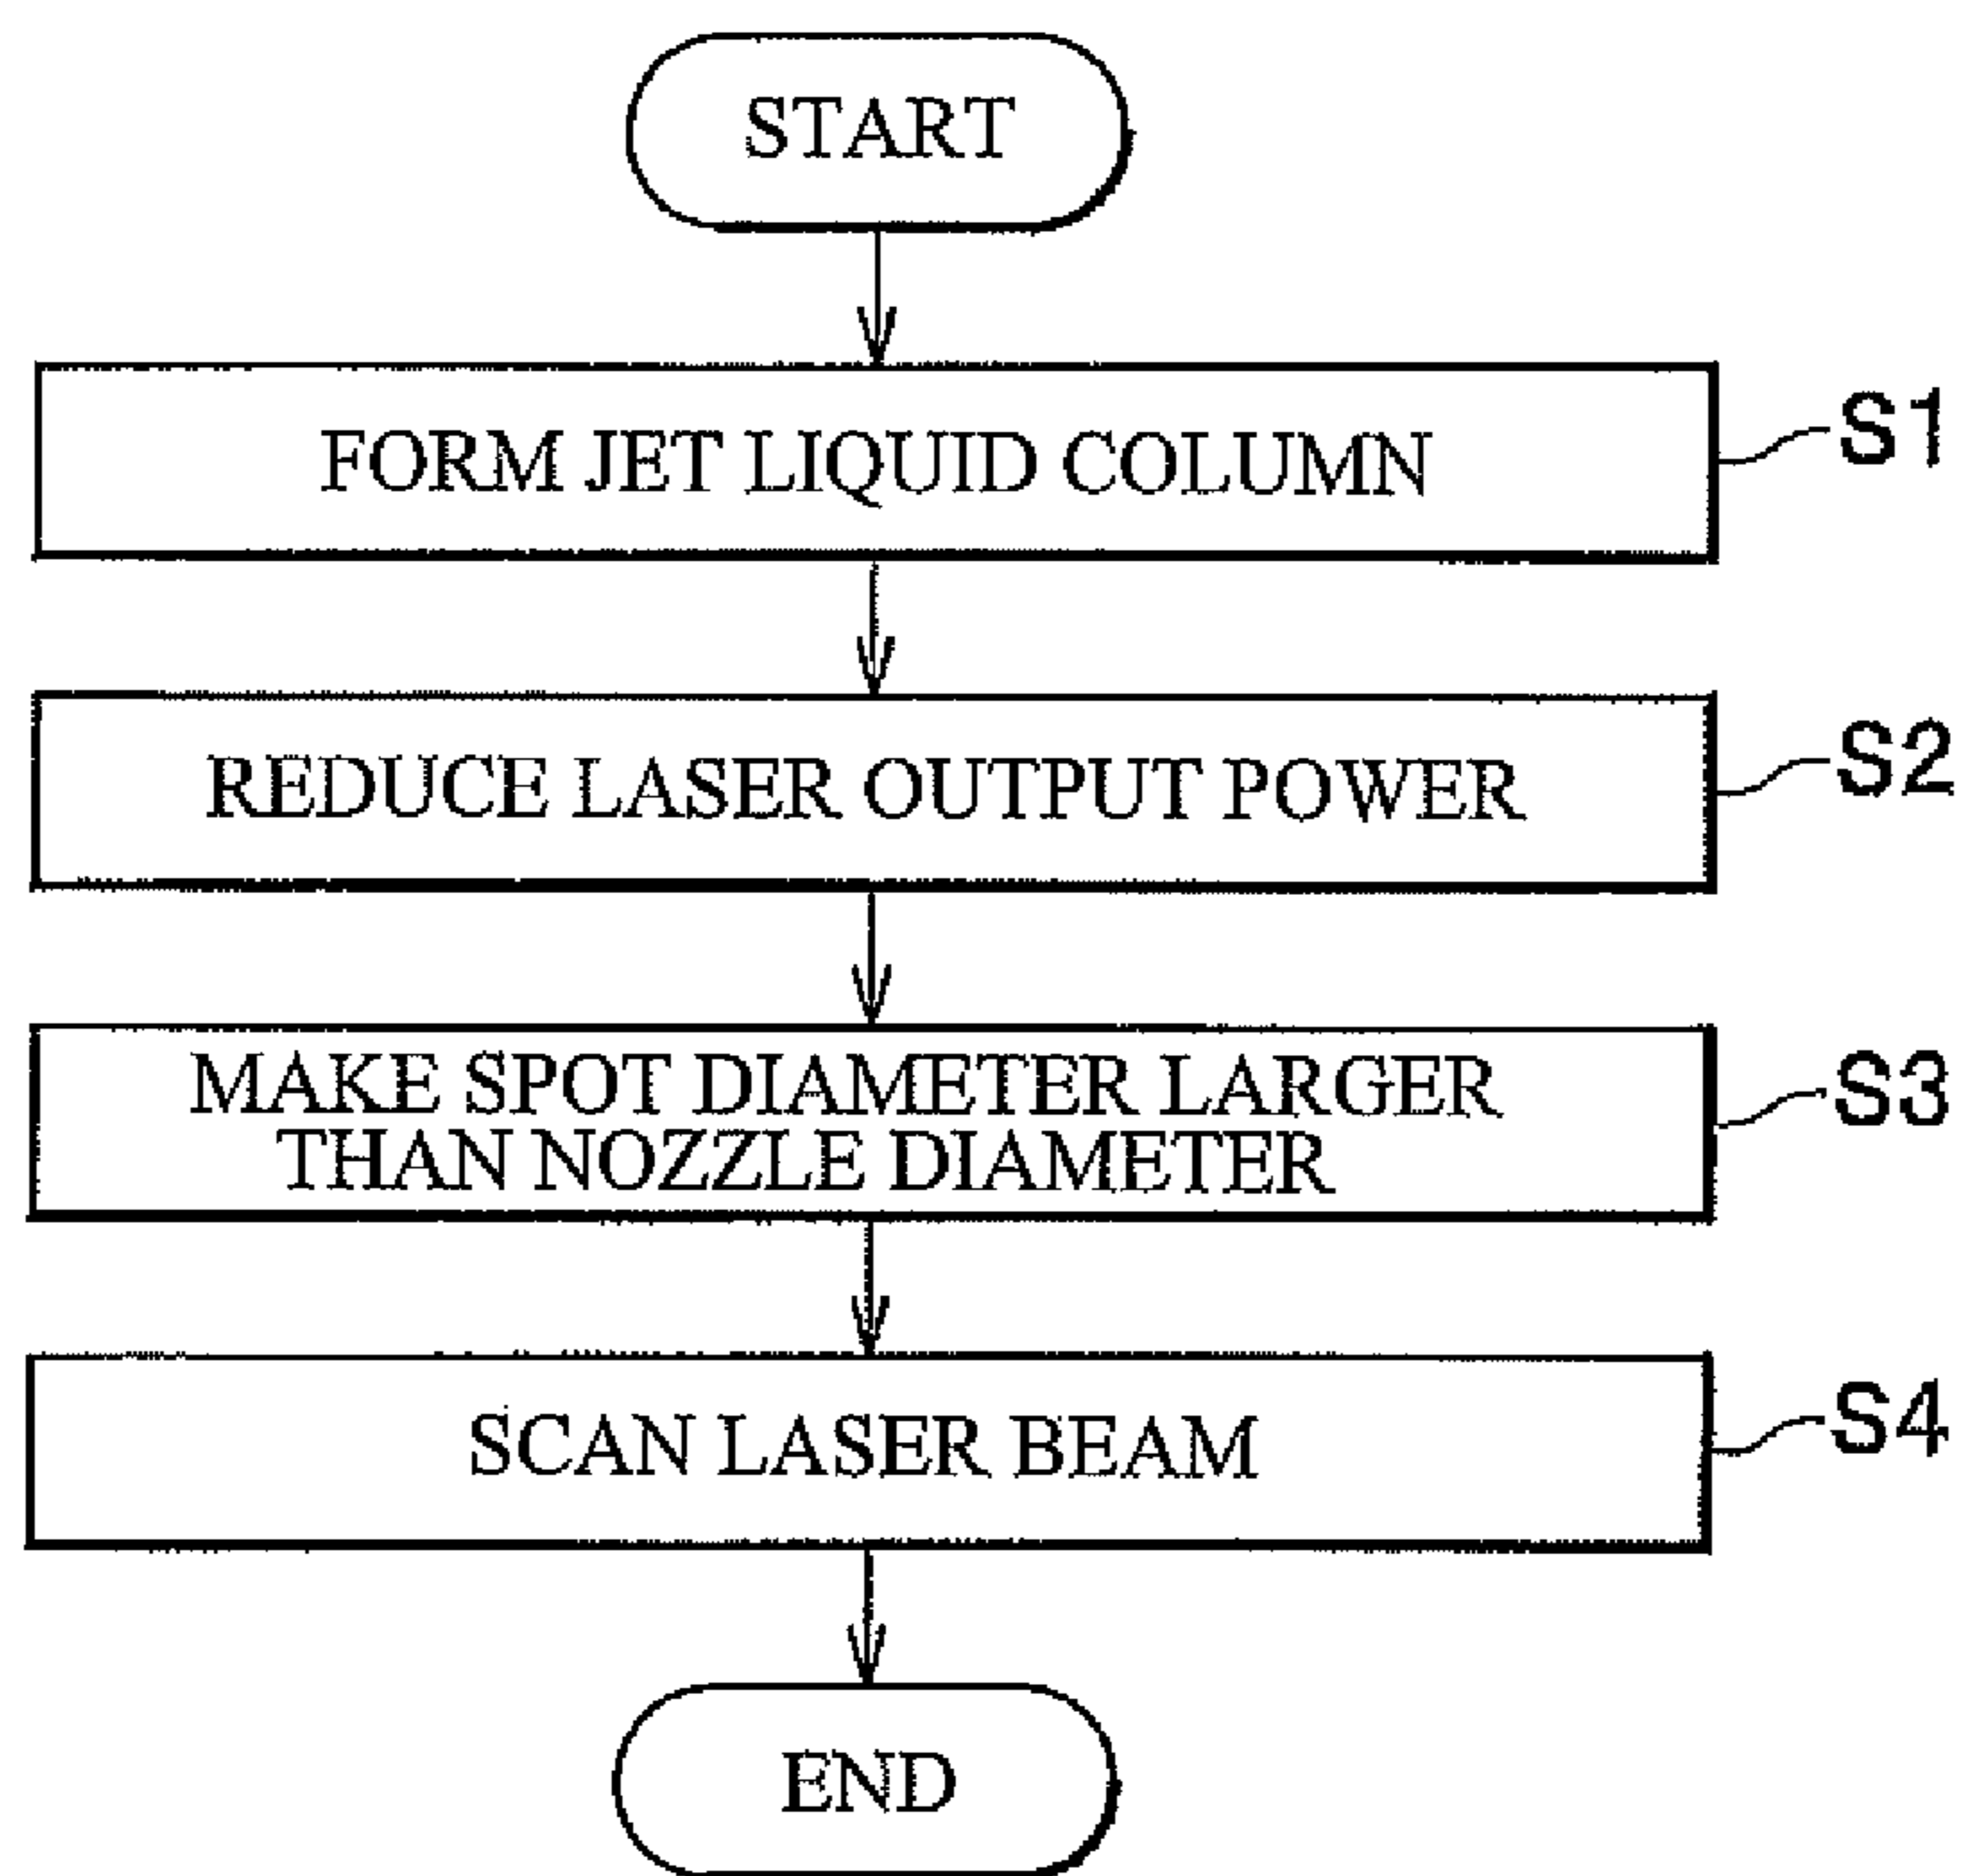 START
FORM JET LIQUID COLUMN
S1
REDUCE LASER OUTPUT POWER
S2
MAKE SPOT DIAMETER LARGER
THAN NOZZLE DIAMETER
S3
SCAN LASER BEAM
S4
END